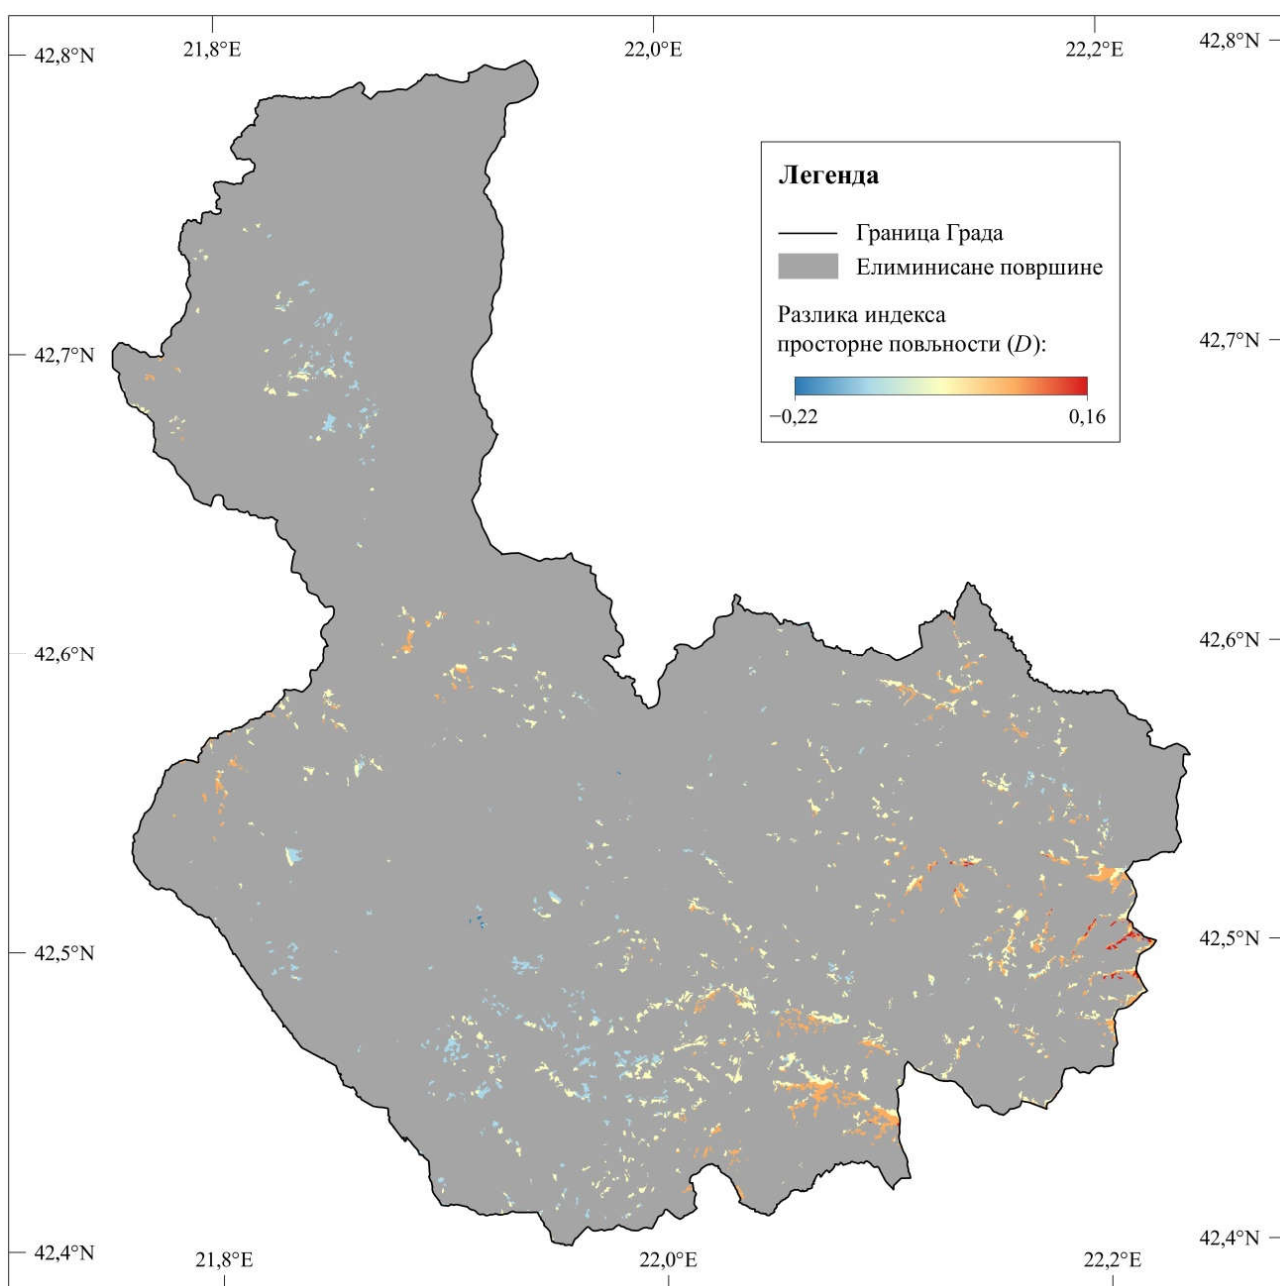 21,8°E 22,0°E 22,2°E
42,8°N 42,8°N
Легенда
Граница Града
Елиминисане површине
Разлика индекса
просторне повљности (D):
−0,22 0,16
42,7°N 42,7°N
42,6°N 42,6°N
42,5°N 42,5°N
42,4°N 42,4°N
21,8°E 22,0°E 22,2°E